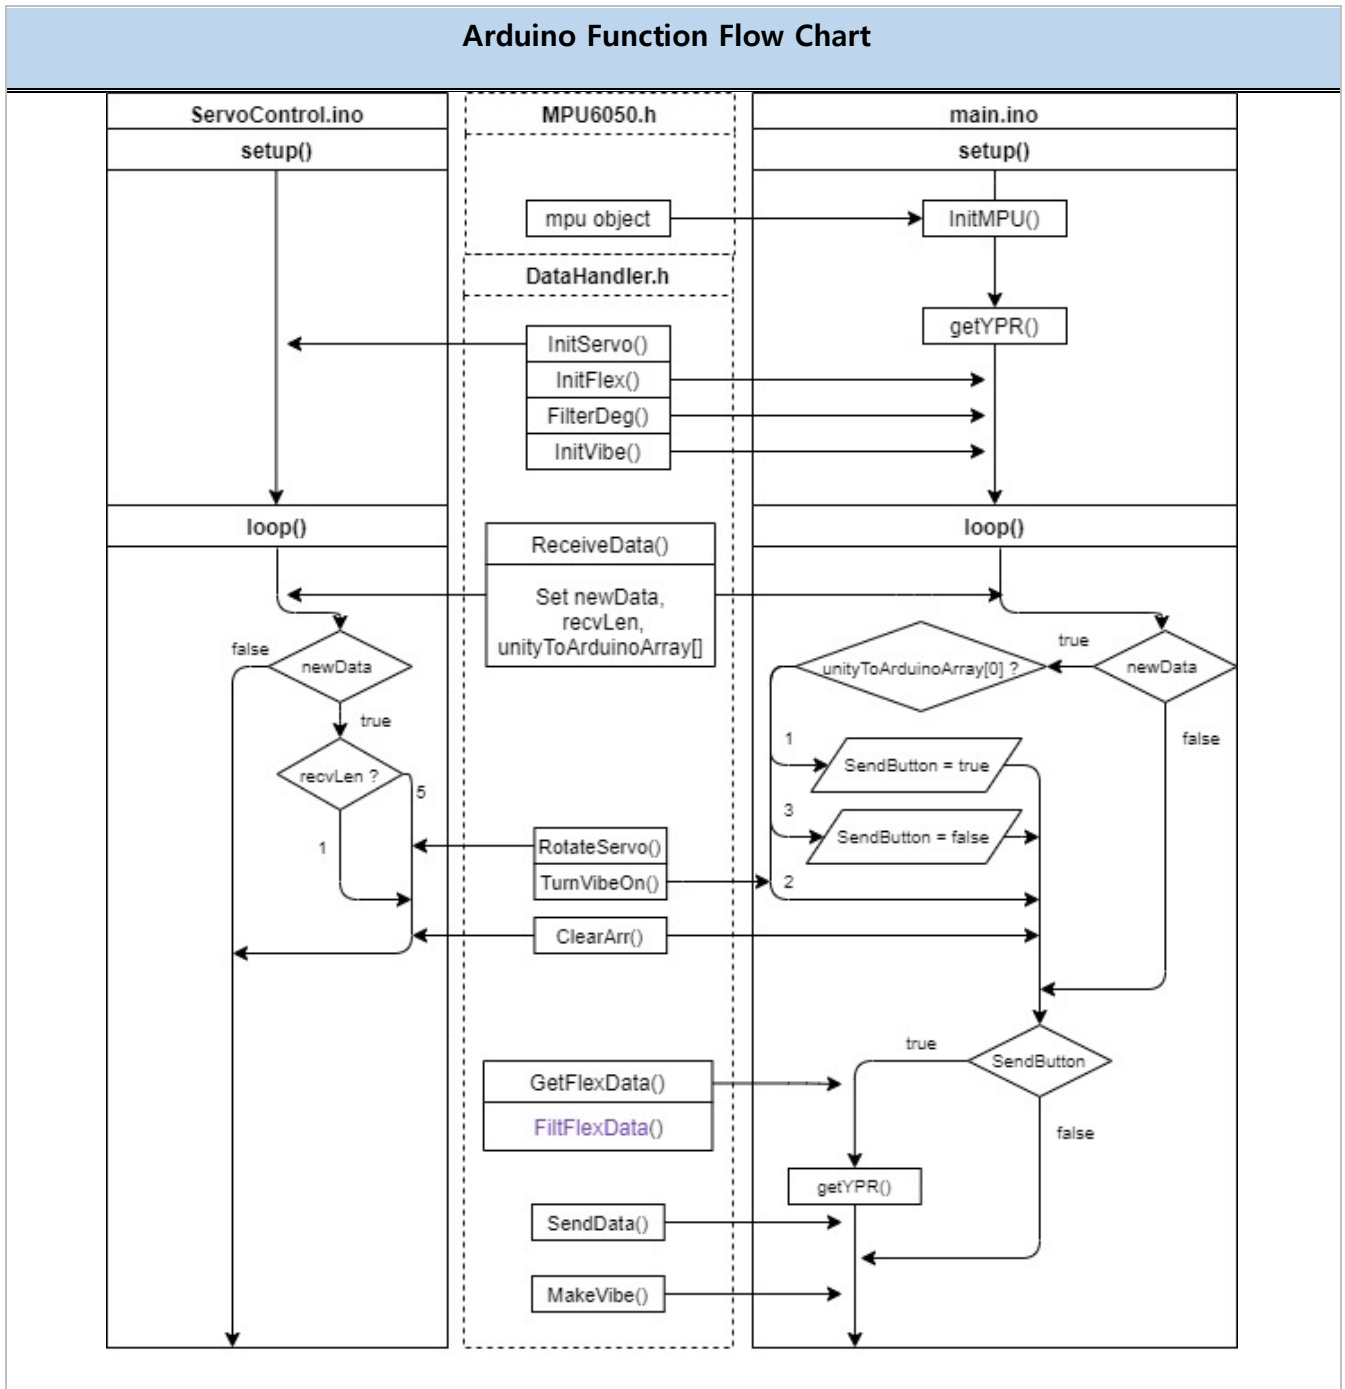 Arduino Function Flow Chart
ServoControl.ino
setup()
loop()
false
newData
true
recvLen ?
5
1
MPU6050.h
mpu object
DataHandler.h
InitServo()
InitFlex()
FilterDeg()
InitVibe()
ReceiveData()
Set newData,
recvLen,
unityToArduinoArray[]
RotateServo()
TurnVibeOn()
ClearArr()
GetFlexData()
FiltFlexData()
SendData()
MakeVibe()
main.ino
setup()
InitMPU()
getYPR()
loop()
true
unityToArduinoArray[0] ?
newData
false
1
SendButton = true
3
SendButton = false
2
true
SendButton
false
getYPR()